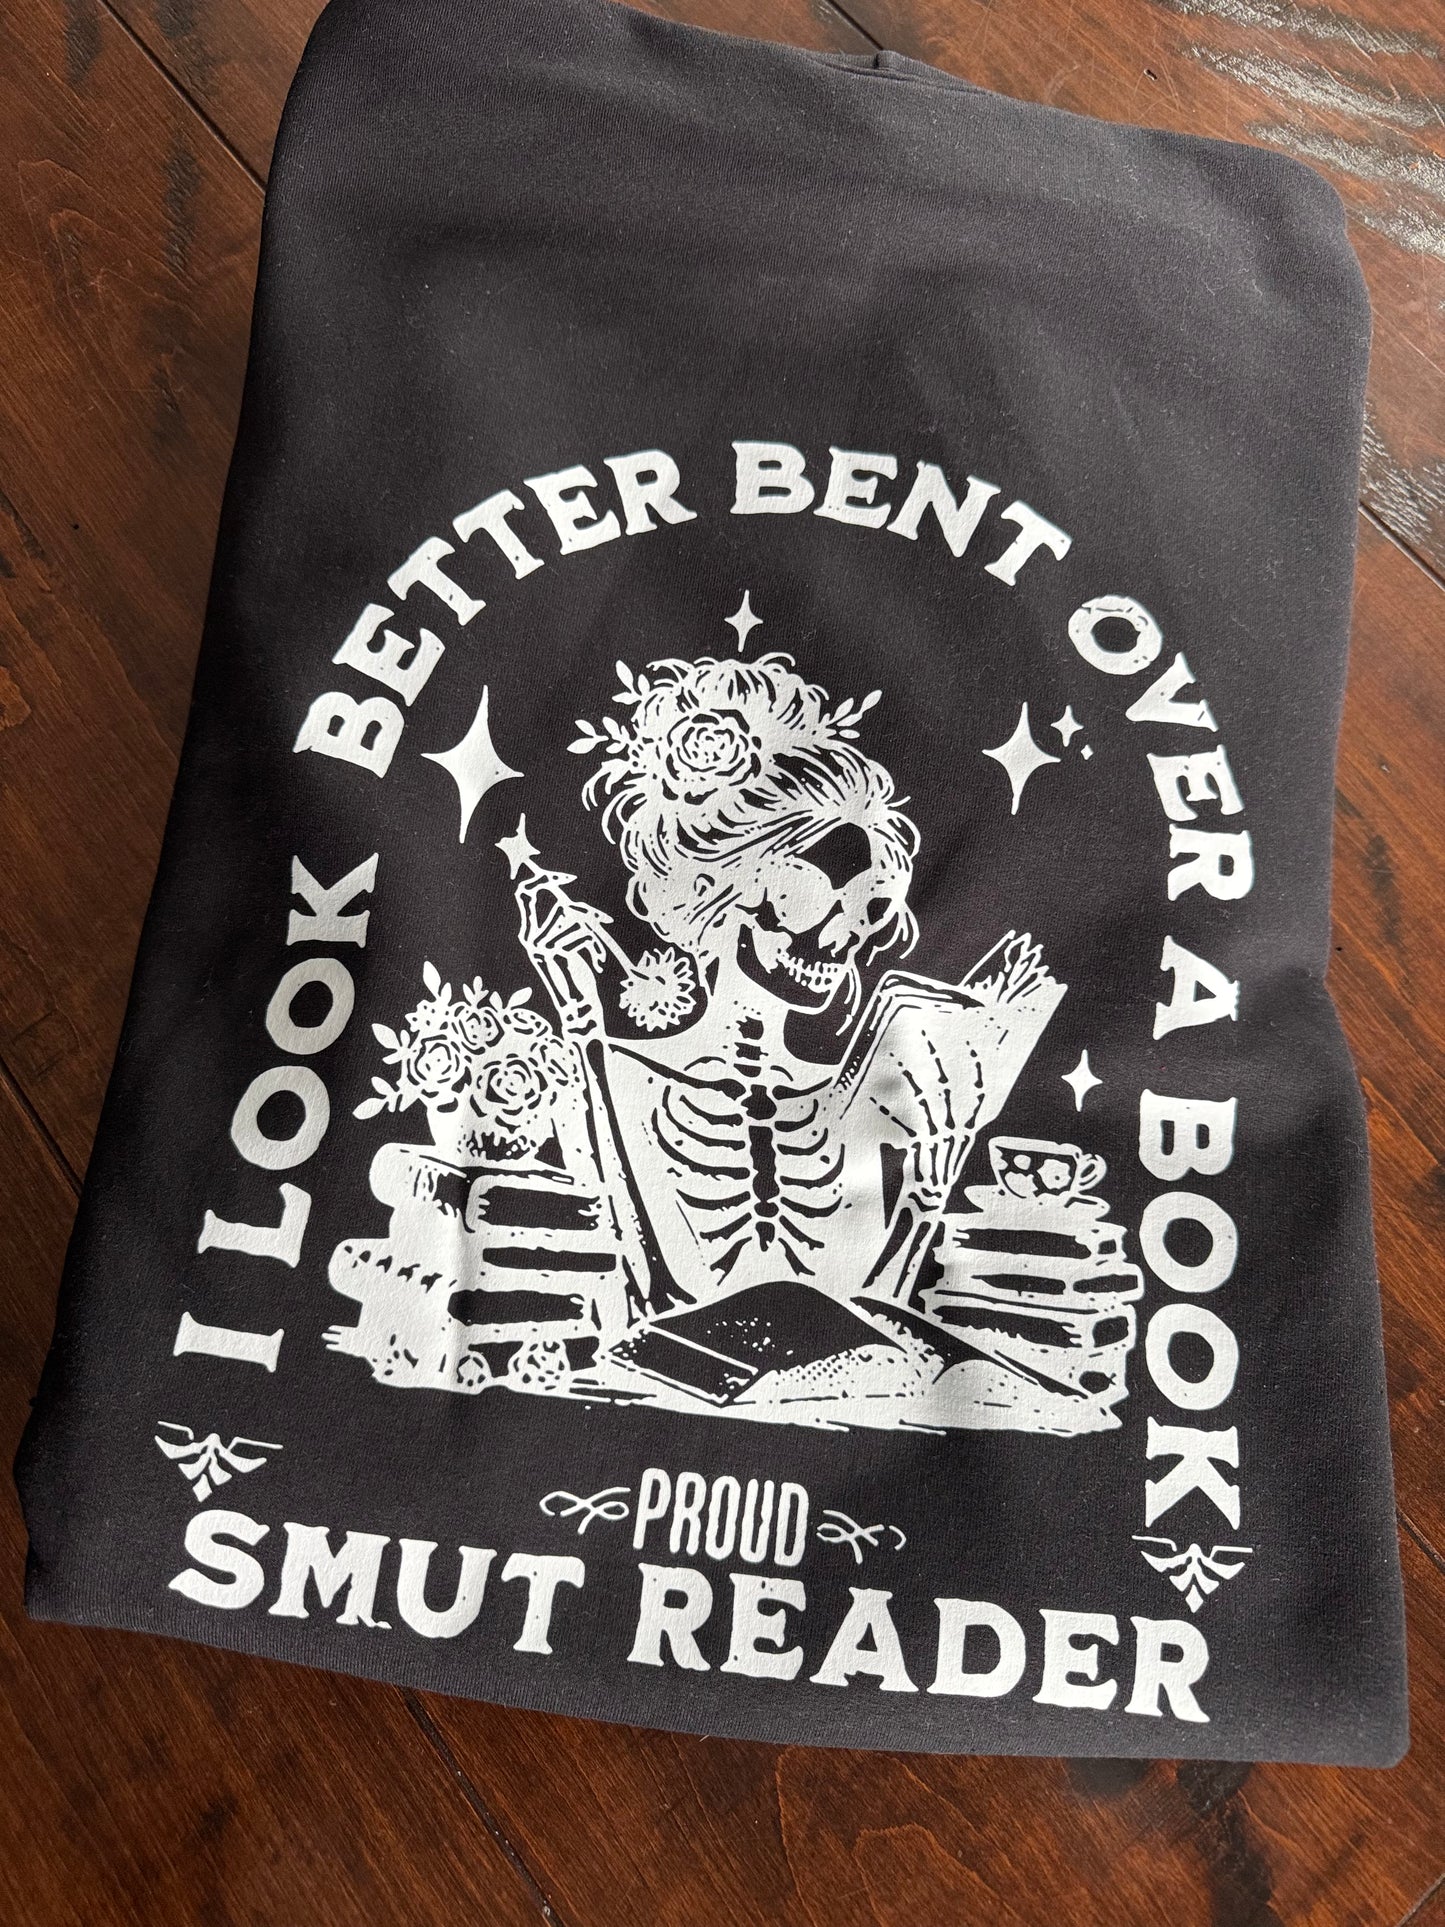 I LOOK BETTER BENT OVER A BOOK
PROUD
SMUT READER